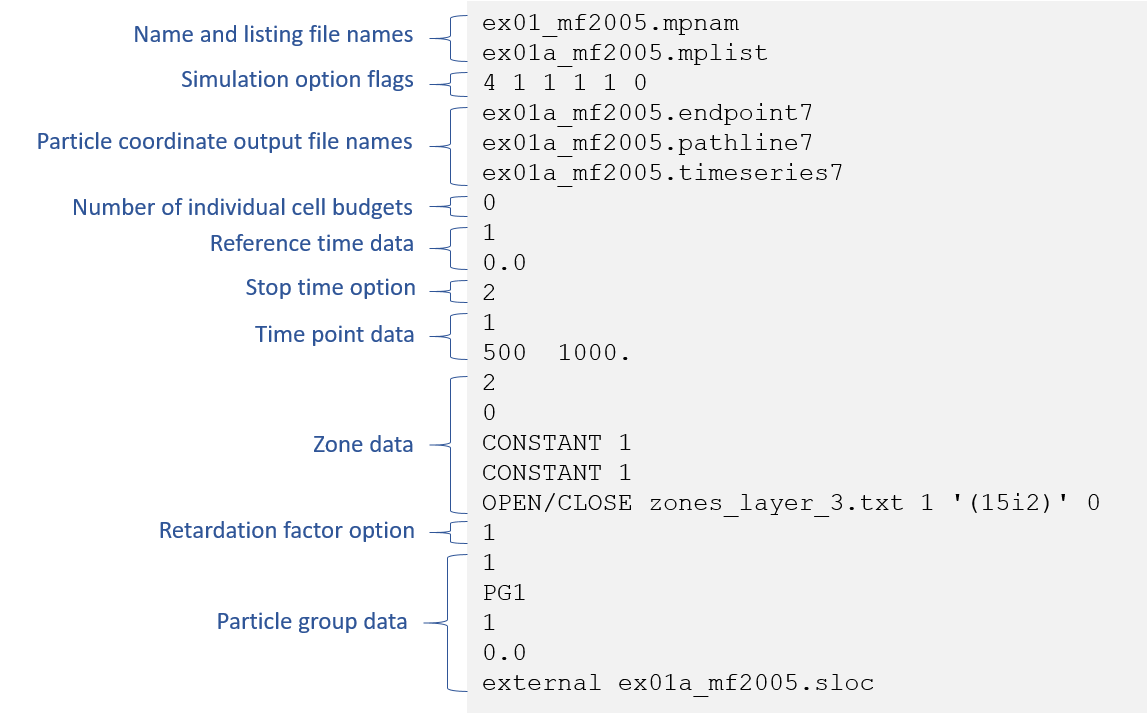 Name and listing file names
ex01_mf2005.mpnam
ex01a_mf2005.mplist
Simulation option flags
4 1 1 1 1 0
Particle coordinate output file names
ex01a_mf2005.endpoint7
ex01a_mf2005.pathline7
ex01a_mf2005.timeseries7
Number of individual cell budgets
0
Reference time data
1
0.0
Stop time option
2
Time point data
1
500  1000.
Zone data
2
0
CONSTANT 1
CONSTANT 1
OPEN/CLOSE zones_layer_3.txt 1 '(15i2)' 0
Retardation factor option
1
Particle group data
1
PG1
1
0.0
external ex01a_mf2005.sloc